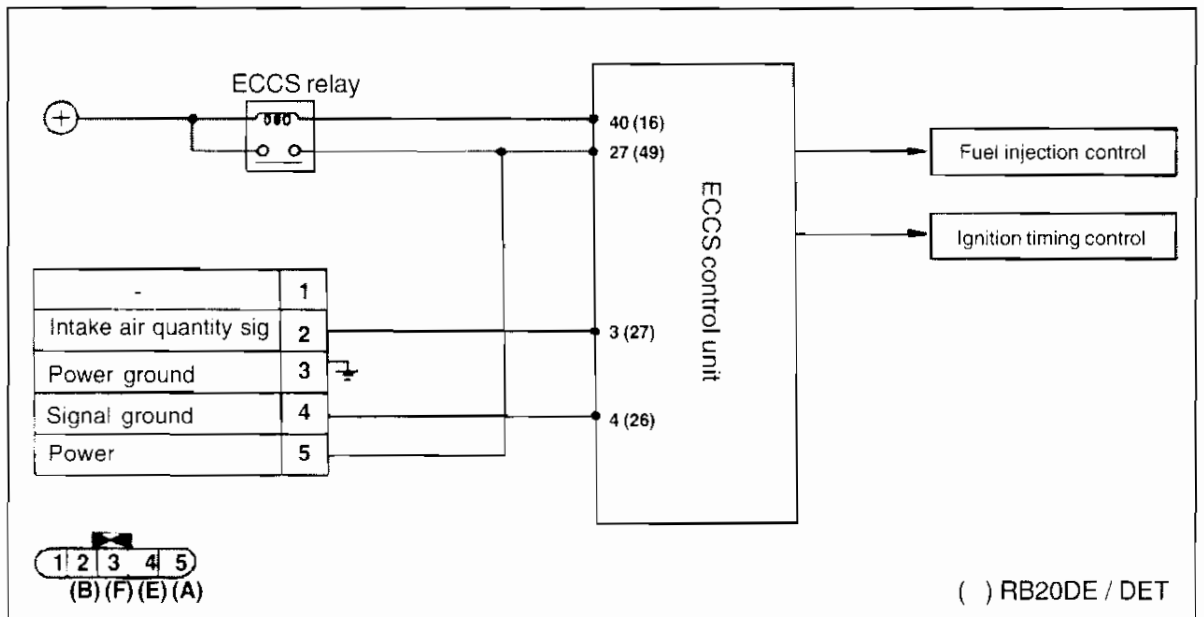 ECCS relay
+
40 (16)
27 (49)
Fuel injection control
ECCS control unit
Ignition timing control
- 1
Intake air quantity sig 2
3 (27)
Power ground 3
Signal ground 4
4 (26)
Power 5
1 2 3 4 5
(B) (F) (E) (A)
( ) RB20DE / DET